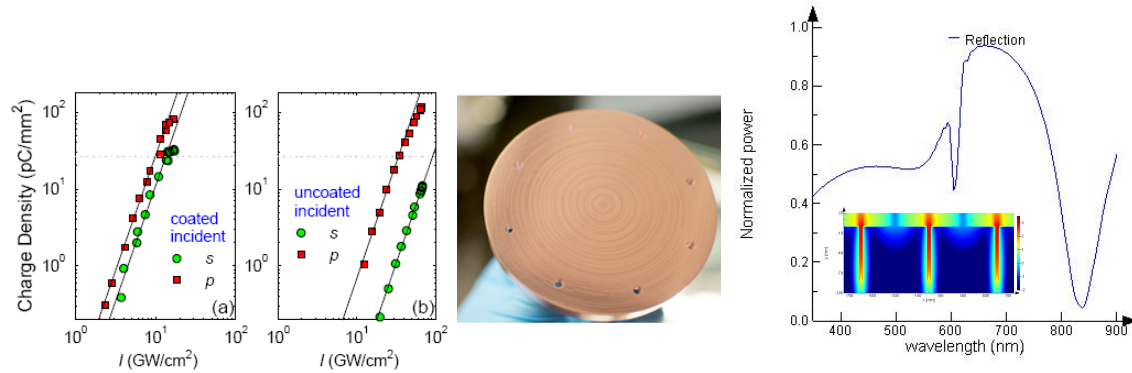 Charge Density (pC/mm²)
10²
10¹
10⁰
coated
incident
s
p
(a)
10⁰ 10¹ 10²
I (GW/cm²)
10²
10¹
10⁰
uncoated
incident
s
p
(b)
10⁰ 10¹ 10²
I (GW/cm²)
Normalized power
1.0
0.8
0.6
0.4
0.2
0.0
Reflection
x (nm)
400 500 600 700 800 900
wavelength (nm)